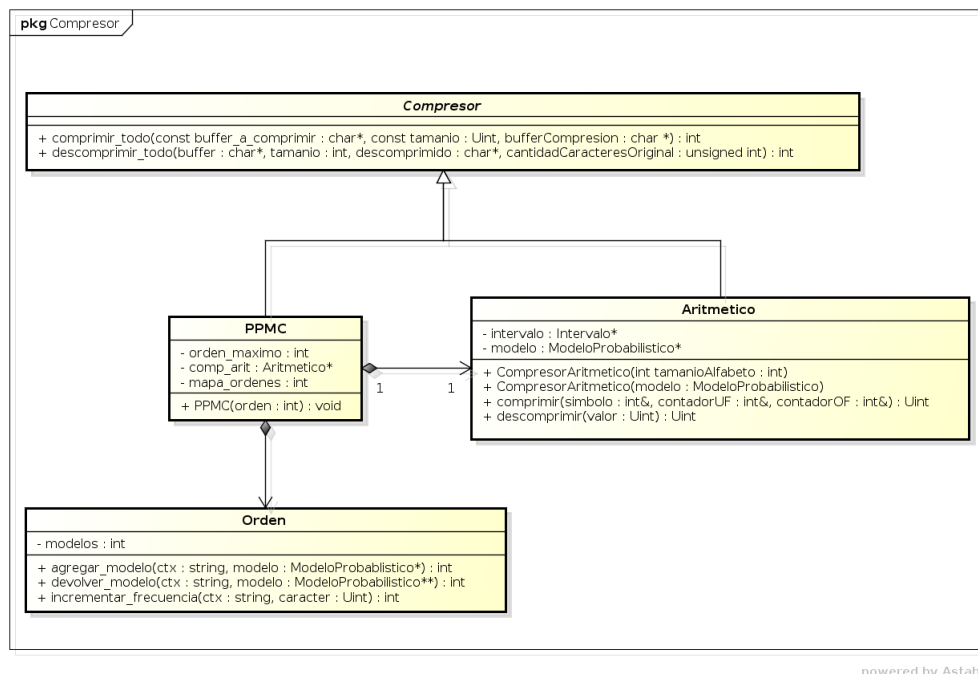 pkg Compresor
Compresor
+ comprimir_todo(const buffer_a_comprimir : char*, const tamanio : Uint, bufferCompresion : char *) : int
+ descomprimir_todo(buffer : char*, tamanio : int, descomprimido : char*, cantidadCaracteresOriginal : unsigned int) : int
PPMC
- orden_maximo : int
- comp_arit : Aritmetico*
- mapa_ordenes : int
+ PPMC(orden : int) : void
1
1
Aritmetico
- intervalo : Intervalo*
- modelo : ModeloProbabilistico*
+ CompresorAritmetico(int tamanioAlfabeto : int)
+ CompresorAritmetico(modelo : ModeloProbabilistico)
+ comprimir(simbolo : int&, contadorUF : int&, contadorOF : int&) : Uint
+ descomprimir(valor : Uint) : Uint
Orden
- modelos : int
+ agregar_modelo(ctx : string, modelo : ModeloProbablistico*) : int
+ devolver_modelo(ctx : string, modelo : ModeloProbabilistico**) : int
+ incrementar_frecuencia(ctx : string, caracter : Uint) : int
powered by Astah